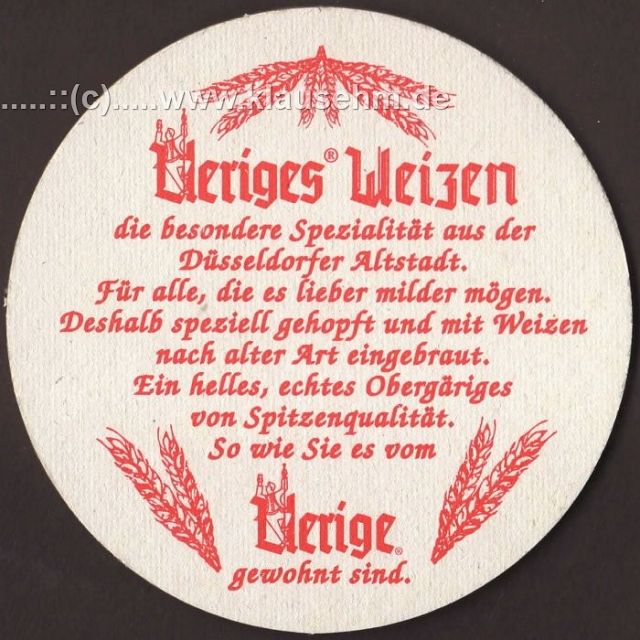 .....::(c).....www.klausehm.de
Ueriges® Weizen
die besondere Spezialität aus der
Düsseldorfer Altstadt.
Für alle, die es lieber milder mögen.
Deshalb speziell gehopft und mit Weizen
nach alter Art eingebraut.
Ein helles, echtes Obergäriges
von Spitzenqualität.
So wie Sie es vom
Uerige®
gewohnt sind.